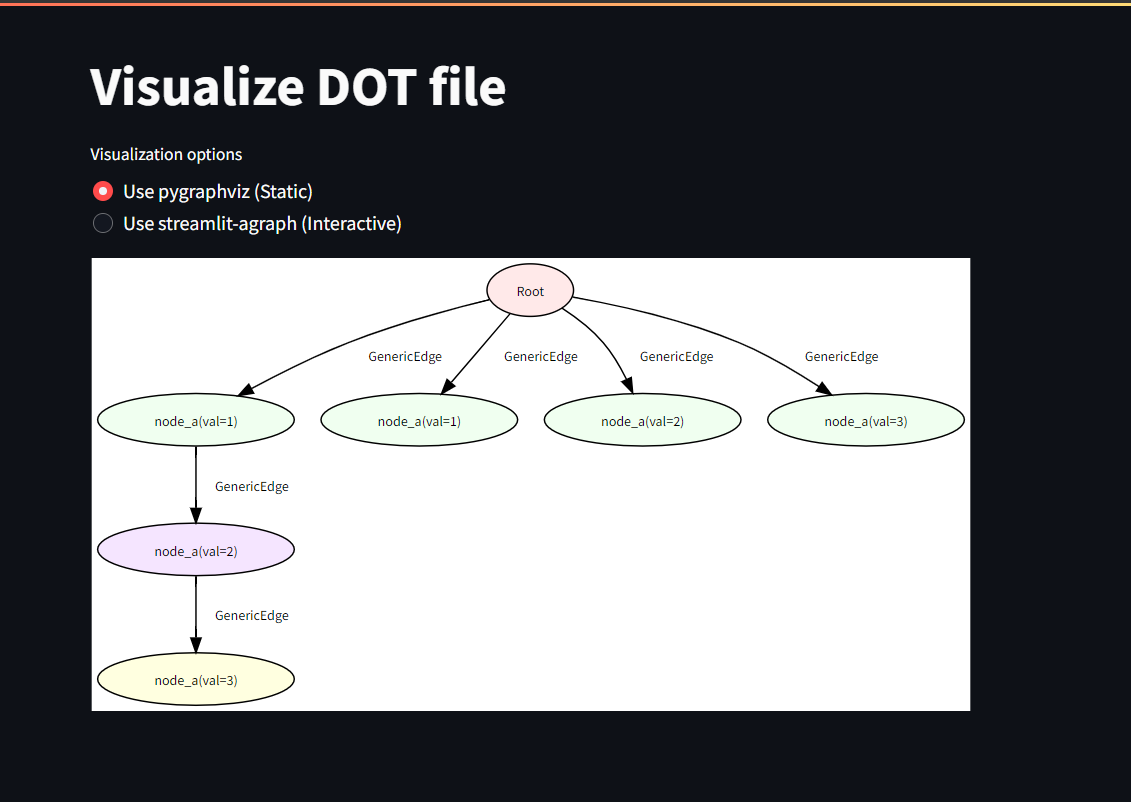 Visualize DOT file
Visualization options
Use pygraphviz (Static)
Use streamlit-agraph (Interactive)
Root
GenericEdge GenericEdge GenericEdge GenericEdge
node_a(val=1) node_a(val=1) node_a(val=2) node_a(val=3)
GenericEdge
node_a(val=2)
GenericEdge
node_a(val=3)